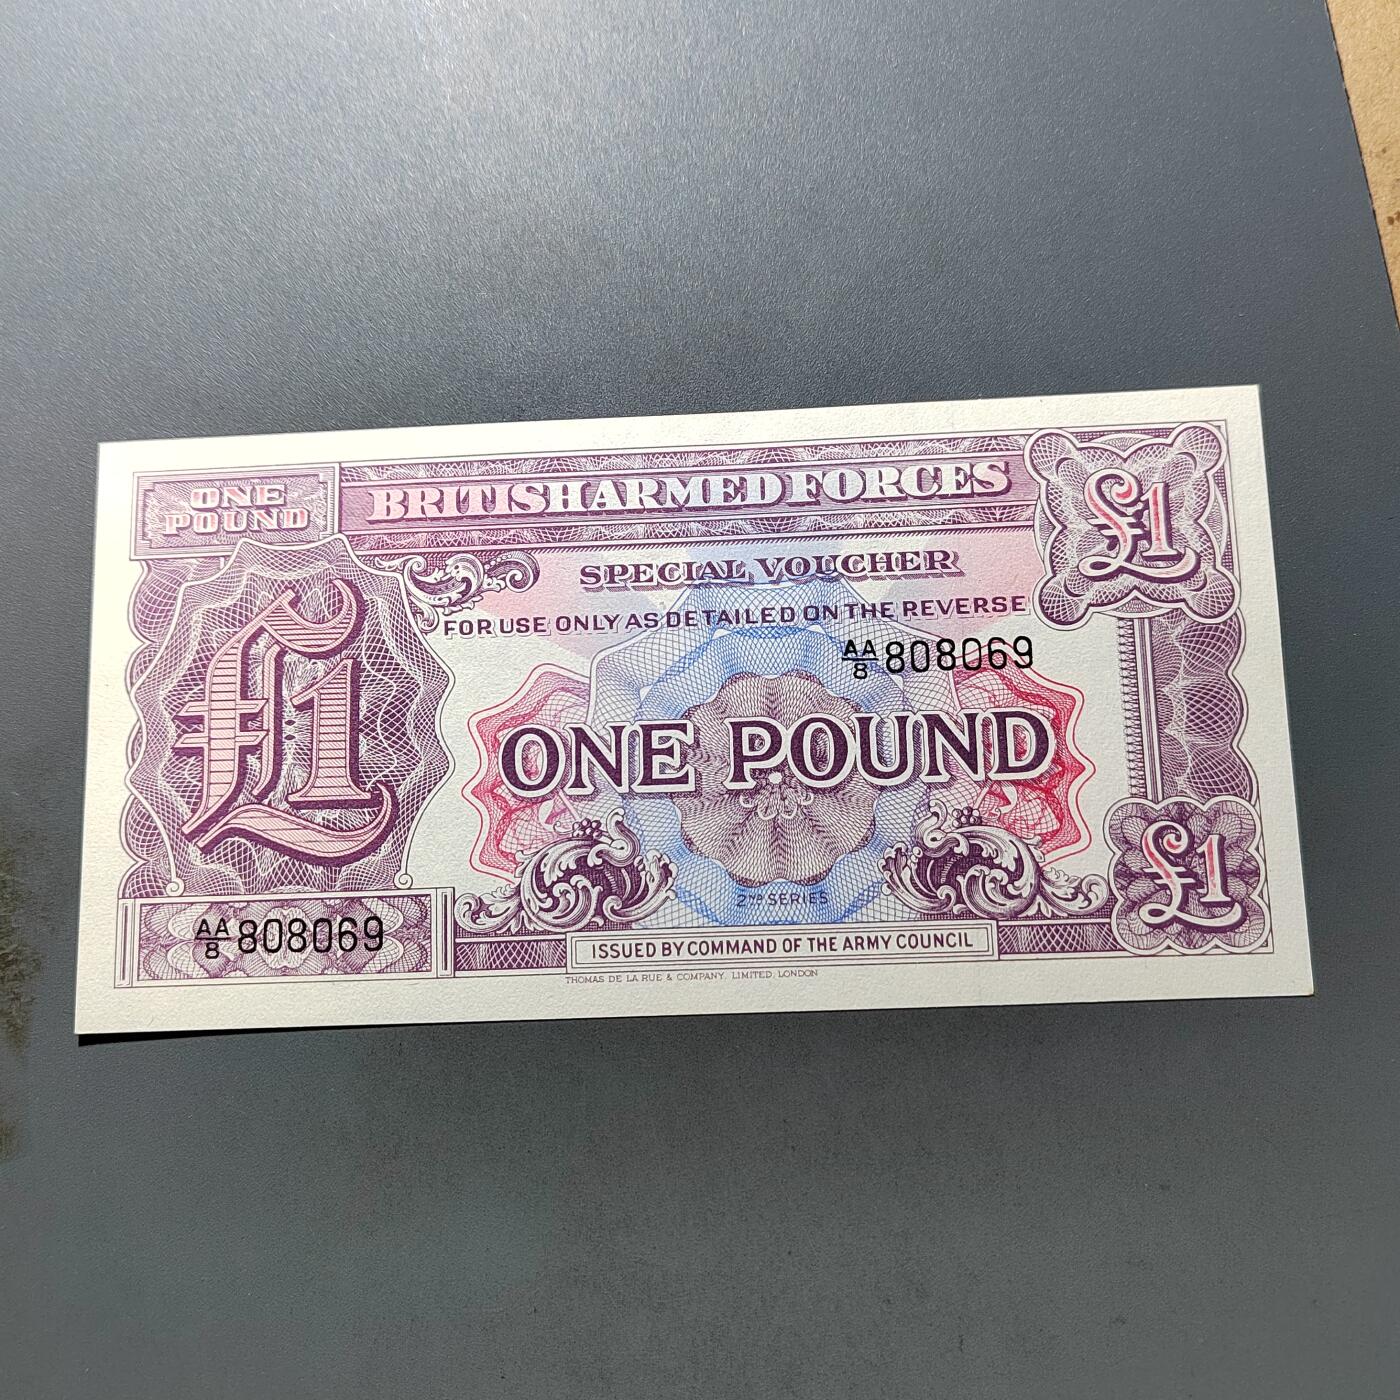 ONE
POUND
BRITISH ARMED FORCES
£1
SPECIAL VOUCHER
FOR USE ONLY AS DETAILED ON THE REVERSE
AA/8 808069
£1
ONE POUND
£1
2ND SERIES
AA/8 808069
ISSUED BY COMMAND OF THE ARMY COUNCIL
THOMAS DE LA RUE & COMPANY, LIMITED, LONDON